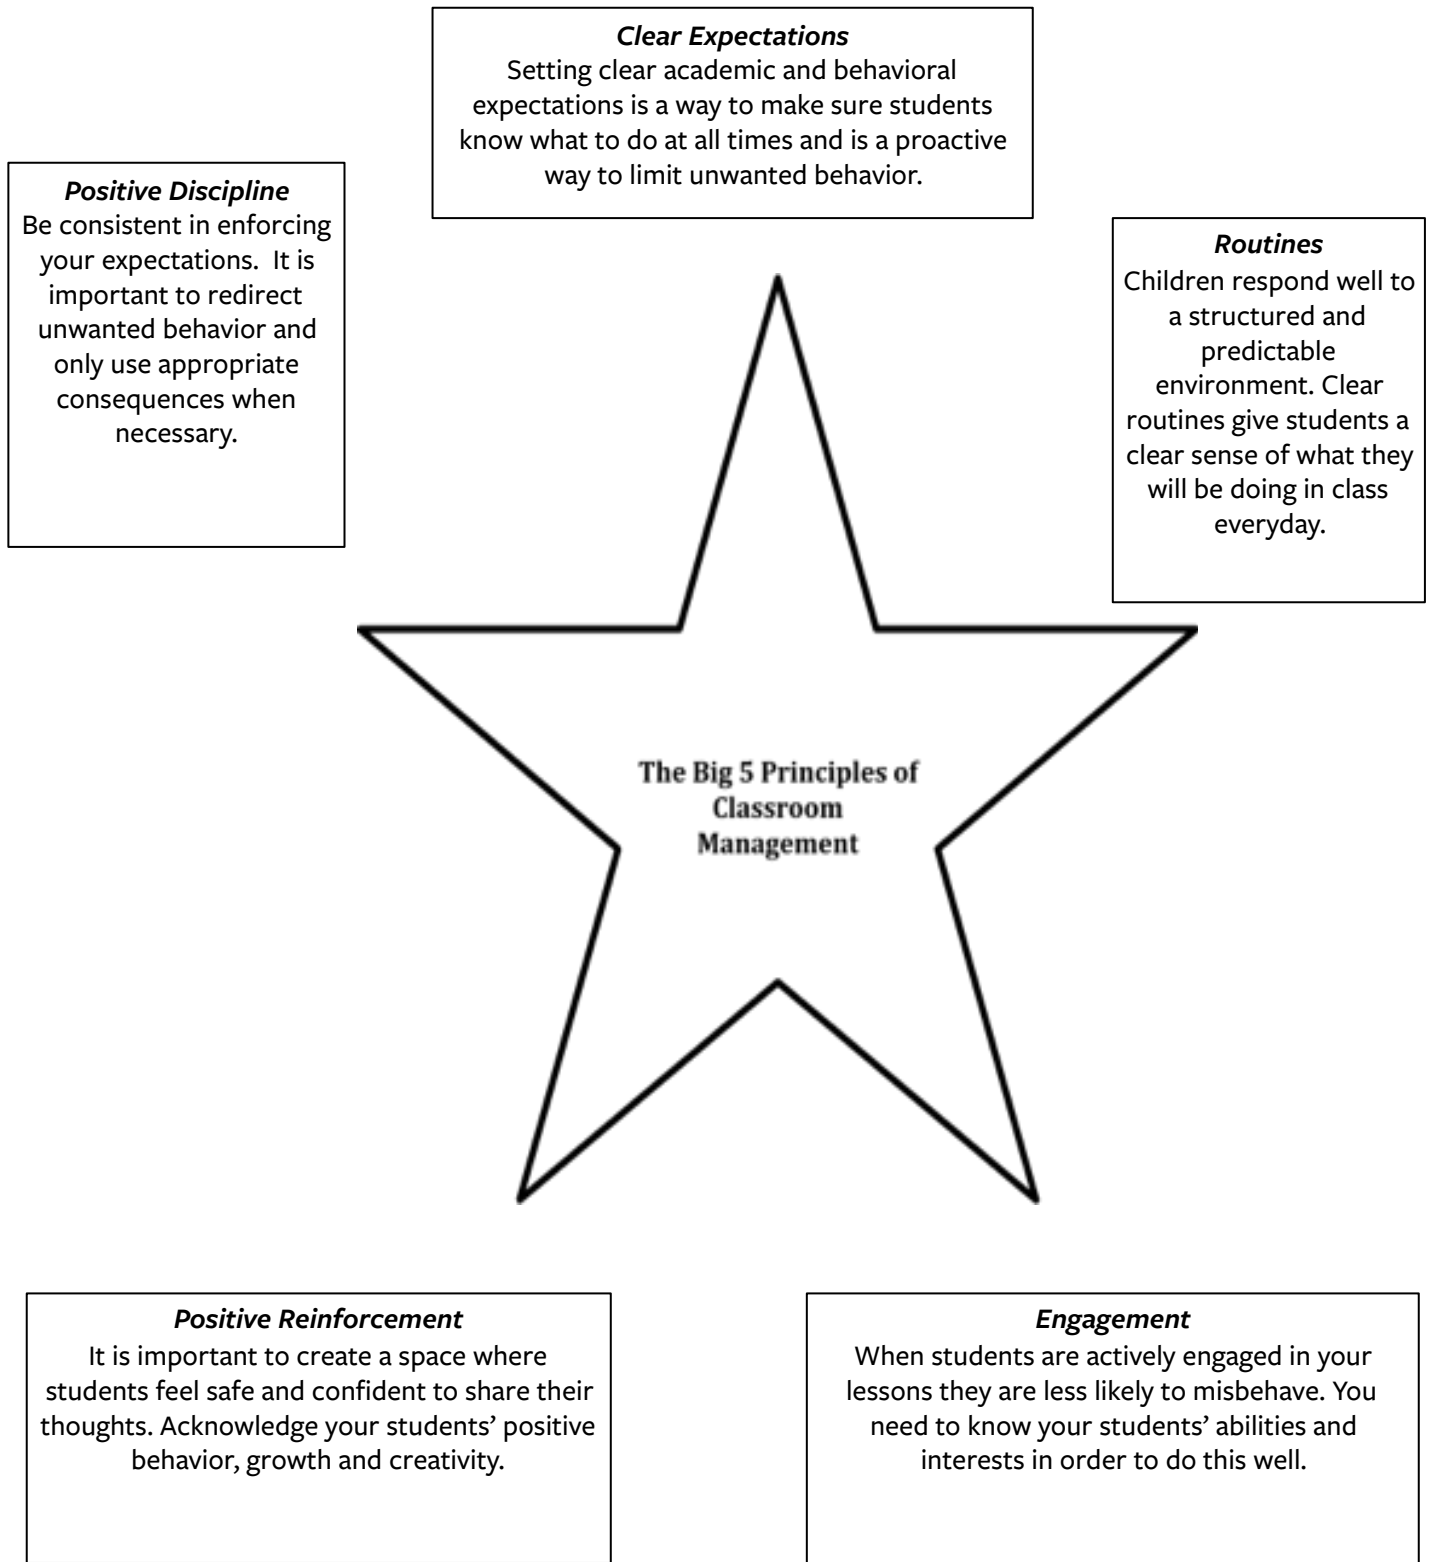 Clear Expectations
Setting clear academic and behavioral
expectations is a way to make sure students
know what to do at all times and is a proactive
way to limit unwanted behavior.
Positive Discipline
Be consistent in enforcing
your expectations.  It is
important to redirect
unwanted behavior and
only use appropriate
consequences when
necessary.
Routines
Children respond well to
a structured and
predictable
environment. Clear
routines give students a
clear sense of what they
will be doing in class
everyday.
The Big 5 Principles of
Classroom
Management
Positive Reinforcement
It is important to create a space where
students feel safe and confident to share their
thoughts. Acknowledge your students’ positive
behavior, growth and creativity.
Engagement
When students are actively engaged in your
lessons they are less likely to misbehave. You
need to know your students’ abilities and
interests in order to do this well.